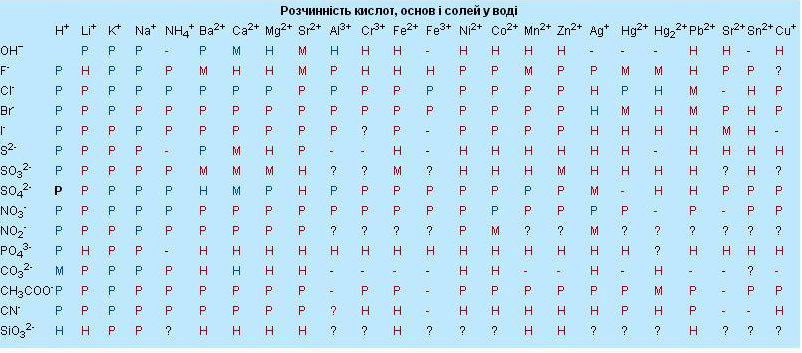 Розчинність кислот, основ і солей у воді
H⁺ Li⁺ K⁺ Na⁺ NH₄⁺ Ba²⁺ Ca²⁺ Mg²⁺ Sr²⁺ Al³⁺ Cr³⁺ Fe²⁺ Fe³⁺ Ni²⁺ Co²⁺ Mn²⁺ Zn²⁺ Ag⁺ Hg²⁺ Hg₂²⁺ Pb²⁺ Sr²⁺ Sn²⁺ Cu⁺
OH⁻ Р Р Р - Р М Н М Н Н Н - Н Н Н Н - - - Н Н - Н
F⁻ Р Н Р Р Р М Н Н М Р Н Н Н Р Р М Р Р М М Н Р Р ?
Cl⁻ Р Р Р Р Р Р Р Р Р Р Р Р Р Р Р Р Р Н Р Н М - Н Р
Br⁻ Р Р Р Р Р Р Р Р Р Р Р Р Р Р Р Р Р Н М Н М Р Н Р
I⁻ Р Р Р Р Р Р Р Р Р Р ? Р - Р Р Р Р Н Н Н Н М Н -
S²⁻ Р Р Р Р - Р М Н Р - - Н - Н Н Н Н Н Н - Н Н Н Н
SO₃²⁻ Р Р Р Р Р М М М Н ? ? М ? Н Н Н М Н Н Н Н ? Н ?
SO₄²⁻ Р Р Р Р Р Н М Р Н Р Р Р Р Р Р Р Р М - Н Н Р Р Р
NO₃⁻ Р Р Р Р Р Р Р Р Р Р Р Р Р Р Р Р Р Р Р - Р - Р Р
NO₂⁻ Р Р Р Р Р Р Р Р Р ? ? ? ? Р М ? ? М ? ? ? ? ? ?
PO₄³⁻ Р Н Р Р - Н Н Н Н Н Н Н Н Н Н Н Н Н Н ? Н Н Н Н
CO₃²⁻ М Р Р Р Р Н Н Н Н - - - - Н Н - - Н - Н - - ? -
CH₃COO⁻ Р Р Р Р Р Р Р Р Р Р - Р - Р Р Р Р Р Р М Р - Р Р
CN⁻ Р Р Р Р Р Р Р Р Р ? Н Н - Н Н Н Н Н Р Н Р - - Н
SiO₃²⁻ Н Н Р Р ? Н Н Н Н ? ? Н ? ? ? Н Н ? ? ? Н ? ? ?